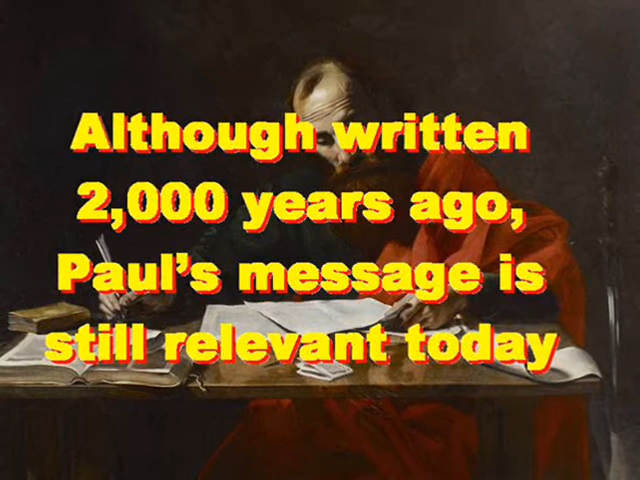 Although written
2,000 years ago,
Paul’s message is
still relevant today